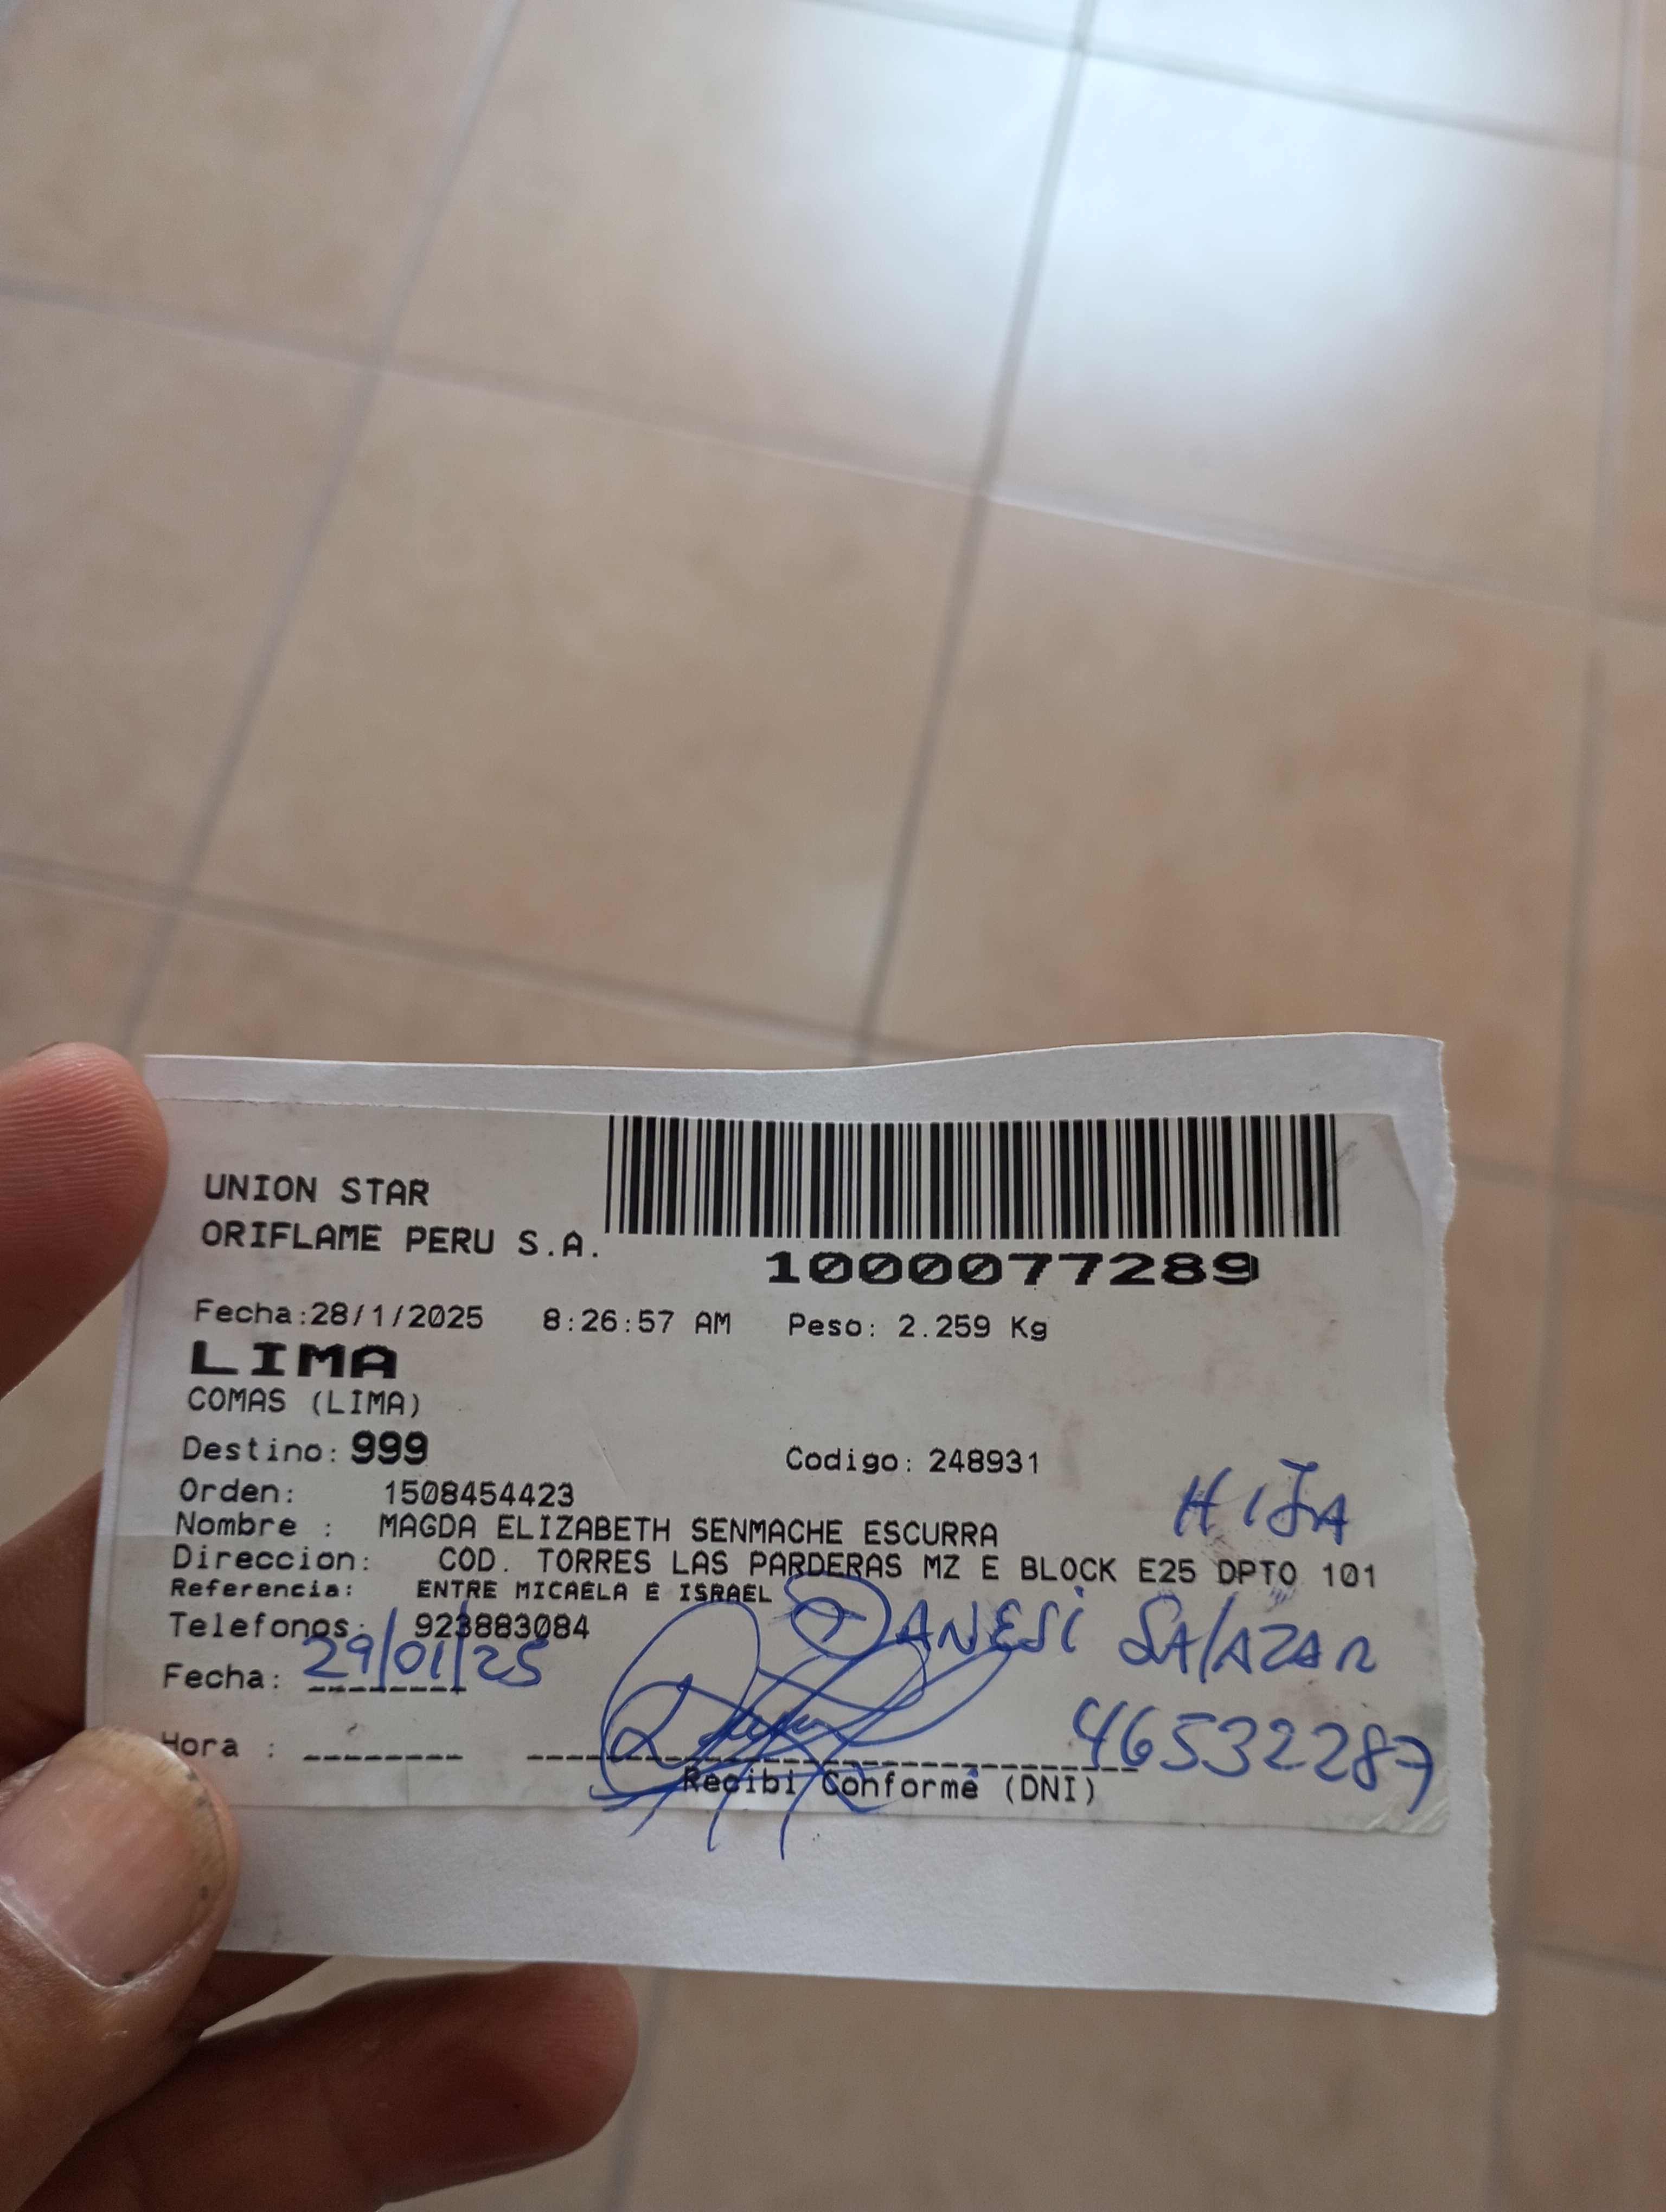 UNION STAR
ORIFLAME PERU S.A.
1000077289
Fecha:28/1/2025 8:26:57 AM Peso: 2.259 Kg
LIMA
COMAS (LIMA)
Destino: 999 Codigo: 248931
Orden: 1508454423
HIJA
Nombre : MAGDA ELIZABETH SENMACHE ESCURRA
Direccion: COD. TORRES LAS PARDERAS MZ E BLOCK E25 DPTO 101
Referencia: ENTRE MICAELA E ISRAEL
Telefonos: 923883084
DANESI SALAZAR
Fecha: 29/01/25
46532287
Hora :
Recibi Conforme (DNI)